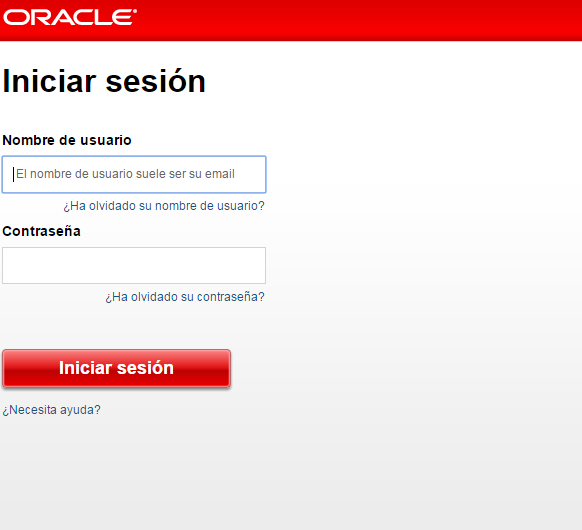 ORACLE®
Iniciar sesión
Nombre de usuario
El nombre de usuario suele ser su email
¿Ha olvidado su nombre de usuario?
Contraseña
¿Ha olvidado su contraseña?
Iniciar sesión
¿Necesita ayuda?